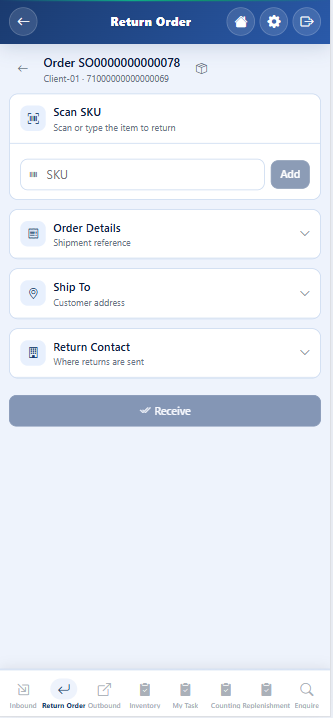 Return Order
Order SO0000000000078
Client-01 · 71000000000000069
Scan SKU
Scan or type the item to return
SKU
Add
Order Details
Shipment reference
Ship To
Customer address
Return Contact
Where returns are sent
Receive
Inbound
Return Order
Outbound
Inventory
My Task
Counting
Replenishment
Enquire